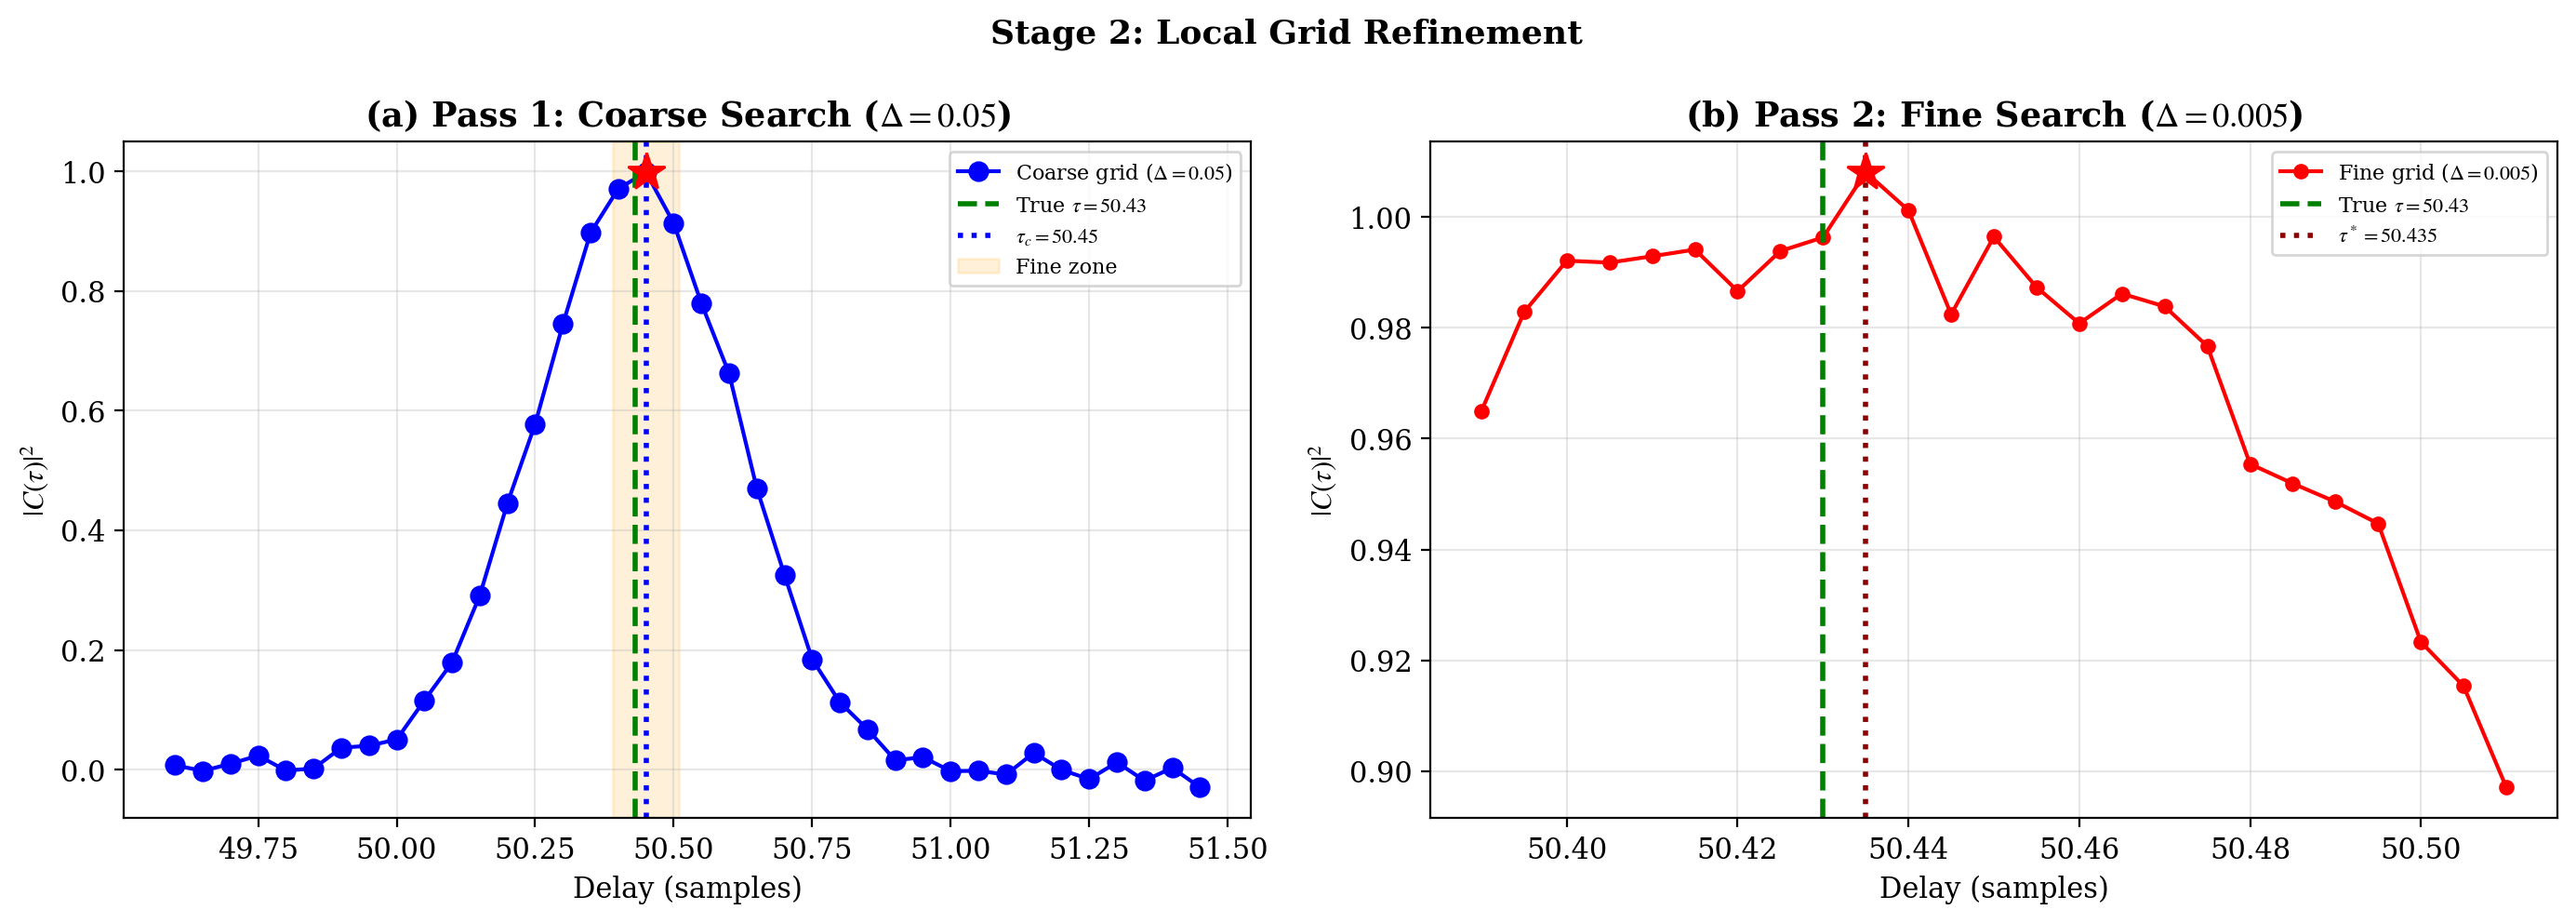 Stage 2: Local Grid Refinement
(a) Pass 1: Coarse Search (Δ = 0.05)
|C(τ)|²
1.0
0.8
0.6
0.4
0.2
0.0
Coarse grid (Δ = 0.05)
True τ = 50.43
τ_c = 50.45
Fine zone
49.75 50.00 50.25 50.50 50.75 51.00 51.25 51.50
Delay (samples)
(b) Pass 2: Fine Search (Δ = 0.005)
|C(τ)|²
1.00
0.98
0.96
0.94
0.92
0.90
Fine grid (Δ = 0.005)
True τ = 50.43
τ* = 50.435
50.40 50.42 50.44 50.46 50.48 50.50
Delay (samples)